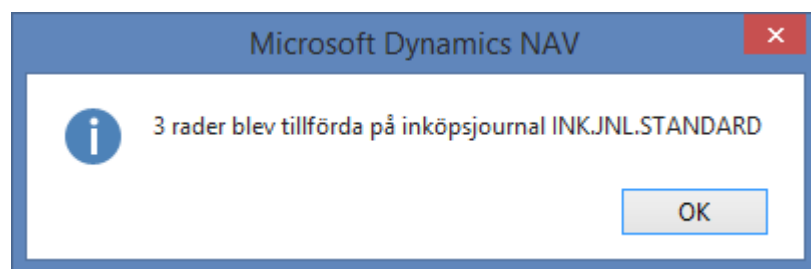 Microsoft Dynamics NAV
3 rader blev tillförda på inköpsjournal INK.JNL.STANDARD
OK